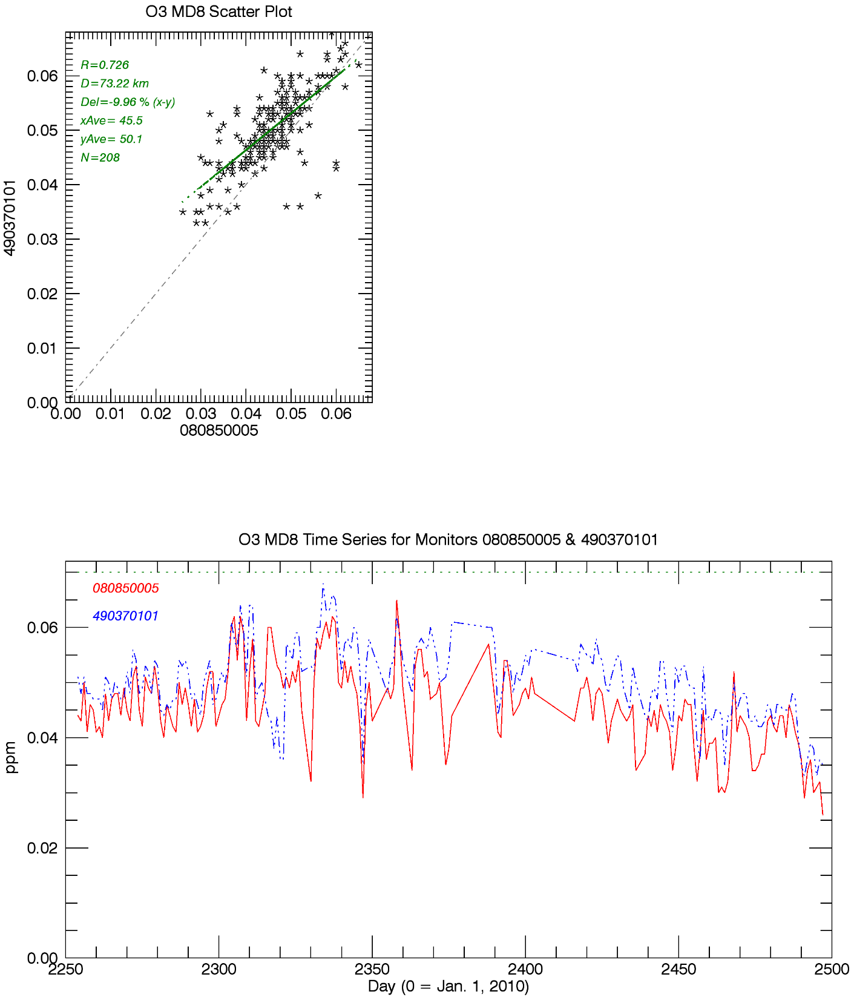 O3 MD8 Scatter Plot
R=0.726
D=73.22 km
Del=-9.96 % (x-y)
xAve= 45.5
yAve= 50.1
N=208
0.06
0.05
0.04
0.03
0.02
0.01
0.00
490370101
0.00 0.01 0.02 0.03 0.04 0.05 0.06
080850005
O3 MD8 Time Series for Monitors 080850005 & 490370101
080850005
490370101
0.06
0.04
0.02
0.00
ppm
2250 2300 2350 2400 2450 2500
Day (0 = Jan. 1, 2010)